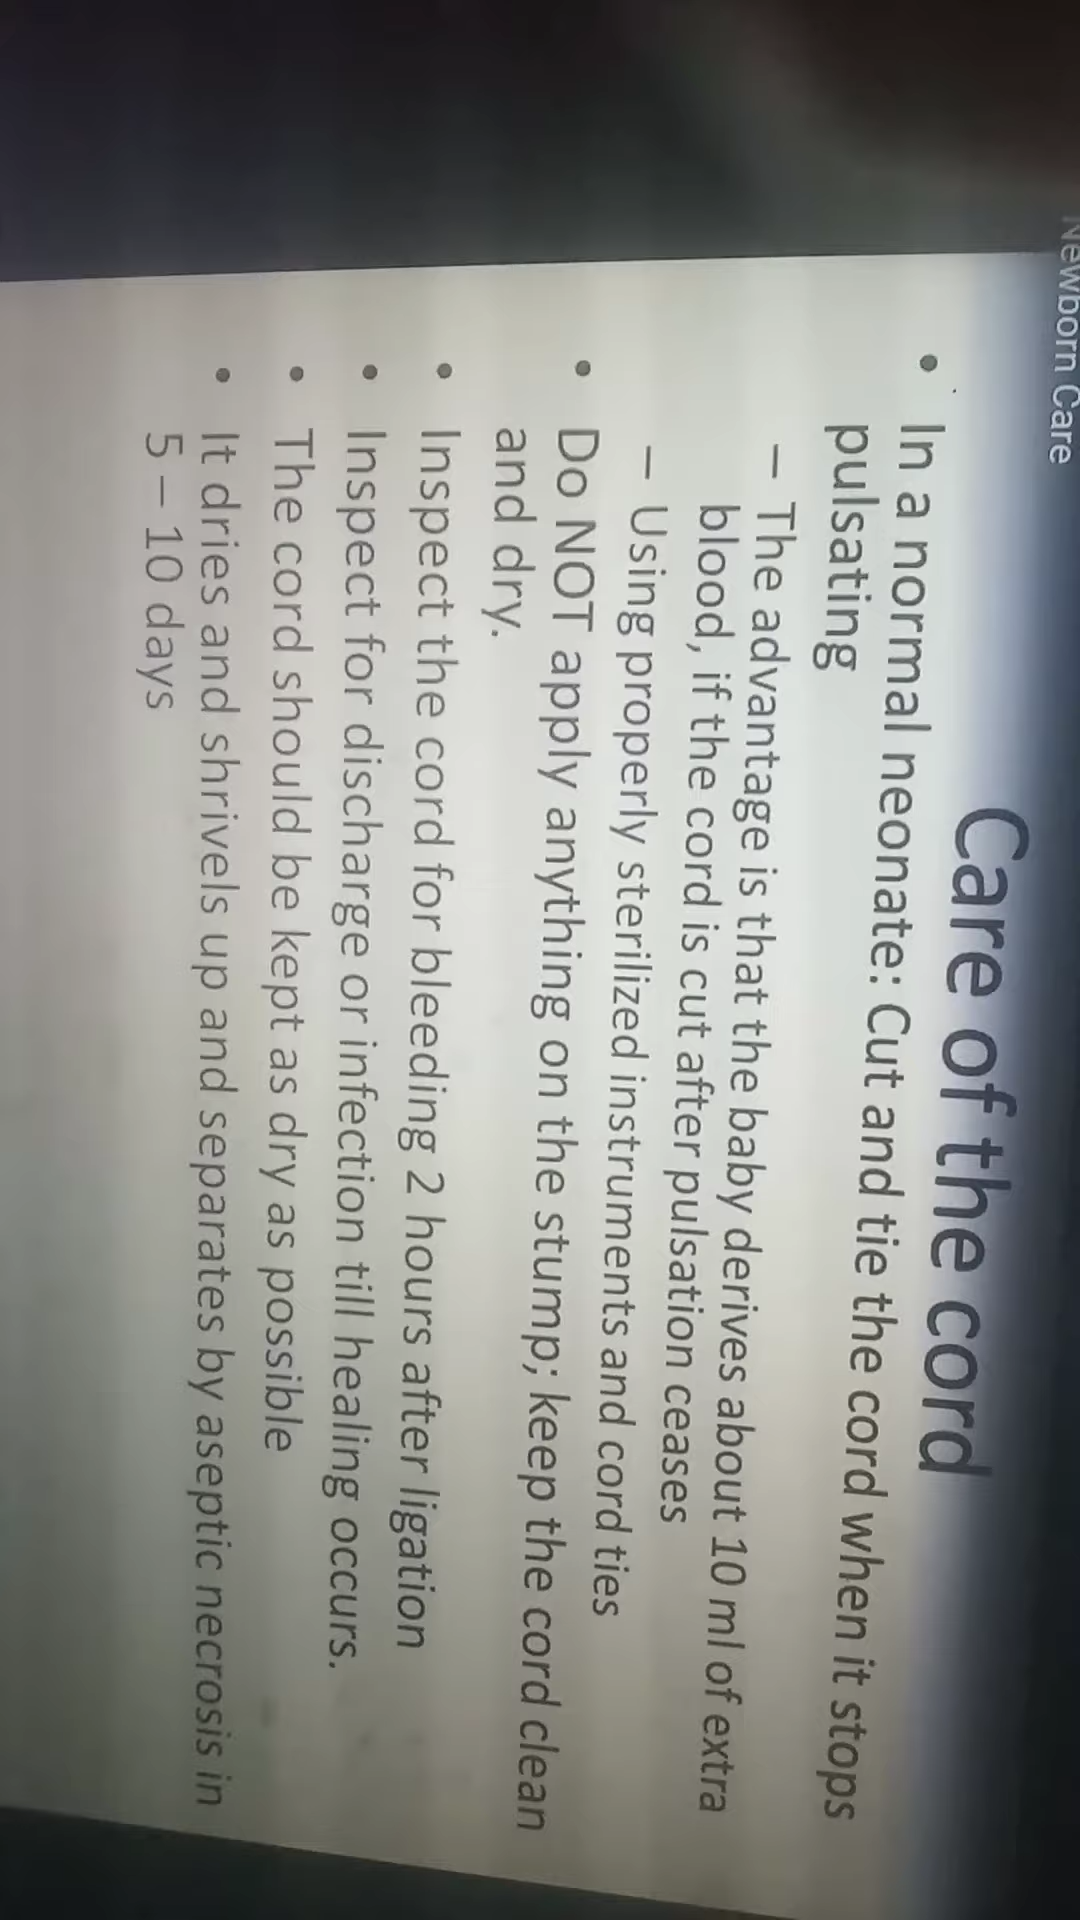 Newborn Care
Care of the cord
• In a normal neonate: Cut and tie the cord when it stops
pulsating
– The advantage is that the baby derives about 10 ml of extra
blood, if the cord is cut after pulsation ceases
– Using properly sterilized instruments and cord ties
• Do NOT apply anything on the stump; keep the cord clean
and dry.
• Inspect the cord for bleeding 2 hours after ligation
• Inspect for discharge or infection till healing occurs.
• The cord should be kept as dry as possible
• It dries and shrivels up and separates by aseptic necrosis in
5 – 10 days